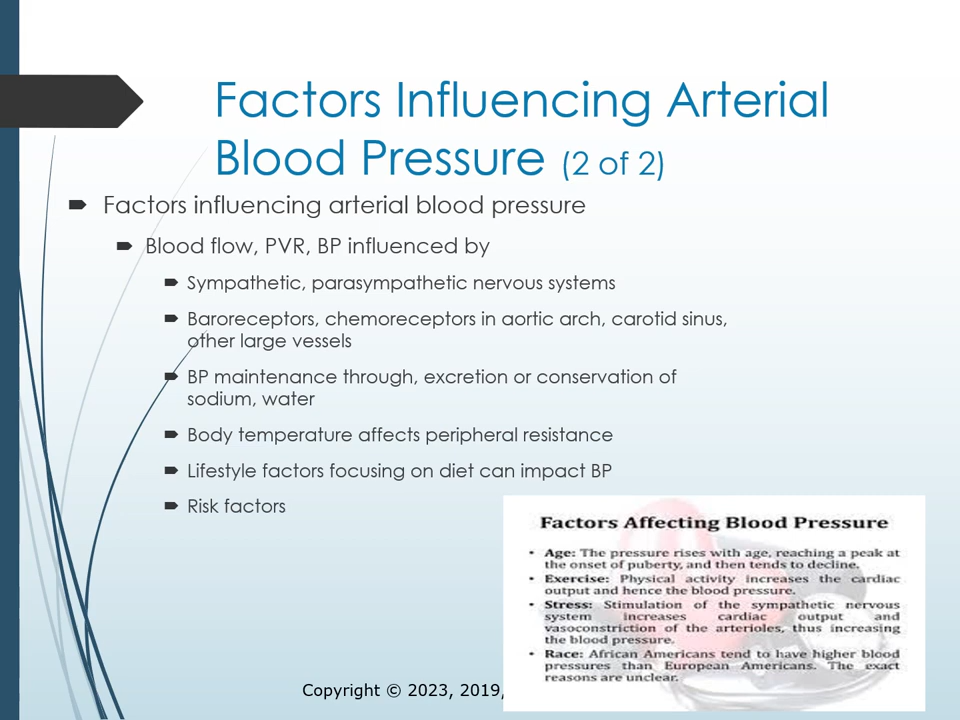 Factors Influencing Arterial
Blood Pressure (2 of 2)
Factors influencing arterial blood pressure
Blood flow, PVR, BP influenced by
Sympathetic, parasympathetic nervous systems
Baroreceptors, chemoreceptors in aortic arch, carotid sinus,
other large vessels
BP maintenance through, excretion or conservation of
sodium, water
Body temperature affects peripheral resistance
Lifestyle factors focusing on diet can impact BP
Risk factors
Factors Affecting Blood Pressure
• Age: The pressure rises with age, reaching a peak at
the onset of puberty, and then tends to decline.
• Exercise: Physical activity increases the cardiac
output and hence the blood pressure.
• Stress: Stimulation of the sympathetic nervous
system increases cardiac output and
vasoconstriction of the arterioles, thus increasing
the blood pressure.
• Race: African Americans tend to have higher blood
pressures than European Americans. The exact
reasons are unclear.
Copyright © 2023, 2019,